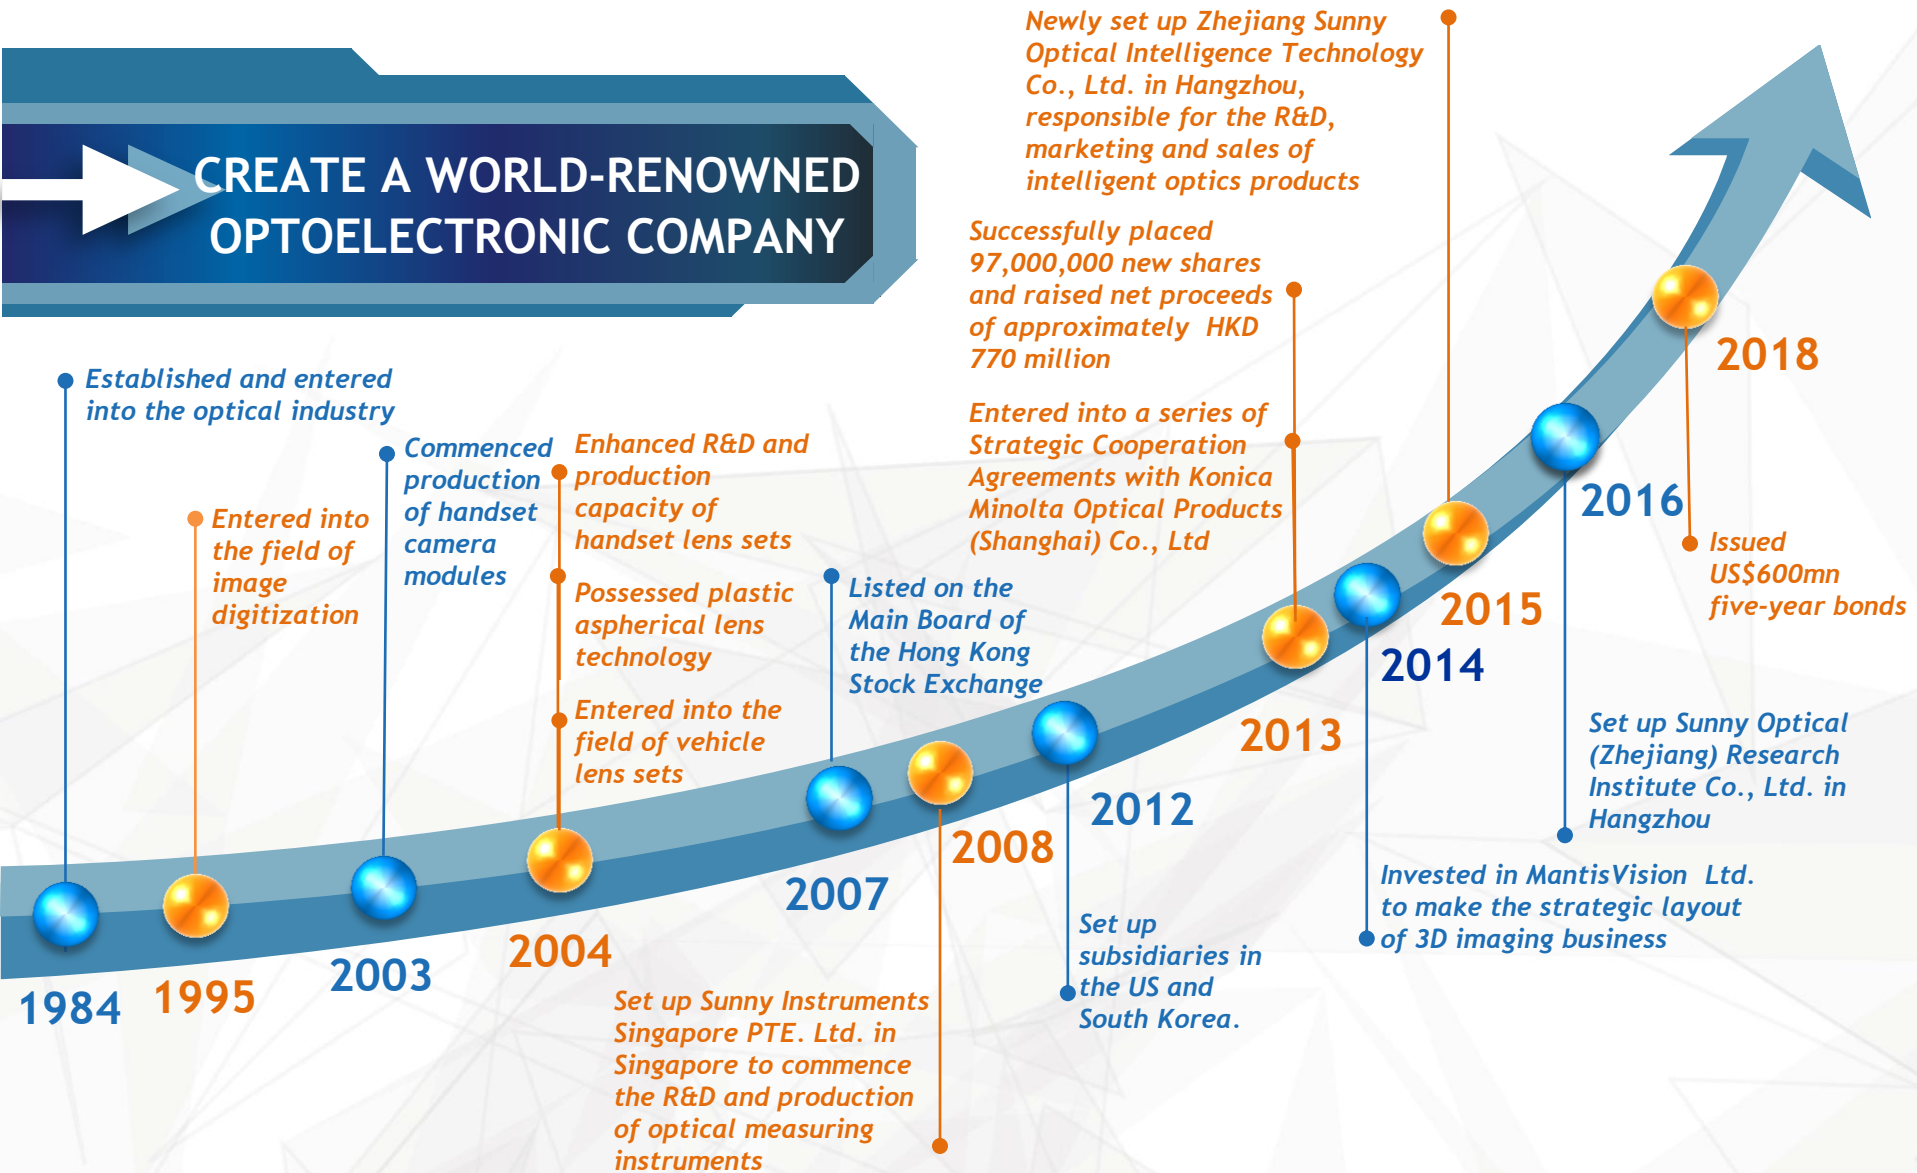 CREATE A WORLD-RENOWNED
OPTOELECTRONIC COMPANY
Established and entered
into the optical industry
1984
Entered into
the field of
image
digitization
1995
Commenced
production
of handset
camera
modules
2003
Enhanced R&D and
production
capacity of
handset lens sets
Possessed plastic
aspherical lens
technology
Entered into the
field of vehicle
lens sets
2004
Listed on the
Main Board of
the Hong Kong
Stock Exchange
2007
2008
Set up Sunny Instruments
Singapore PTE. Ltd. in
Singapore to commence
the R&D and production
of optical measuring
instruments
2012
Set up
subsidiaries in
the US and
South Korea.
Successfully placed
97,000,000 new shares
and raised net proceeds
of approximately HKD
770 million
Entered into a series of
Strategic Cooperation
Agreements with Konica
Minolta Optical Products
(Shanghai) Co., Ltd
2013
2014
Invested in MantisVision Ltd.
to make the strategic layout
of 3D imaging business
Newly set up Zhejiang Sunny
Optical Intelligence Technology
Co., Ltd. in Hangzhou,
responsible for the R&D,
marketing and sales of
intelligent optics products
2015
2016
Set up Sunny Optical
(Zhejiang) Research
Institute Co., Ltd. in
Hangzhou
2018
Issued
US$600mn
five-year bonds